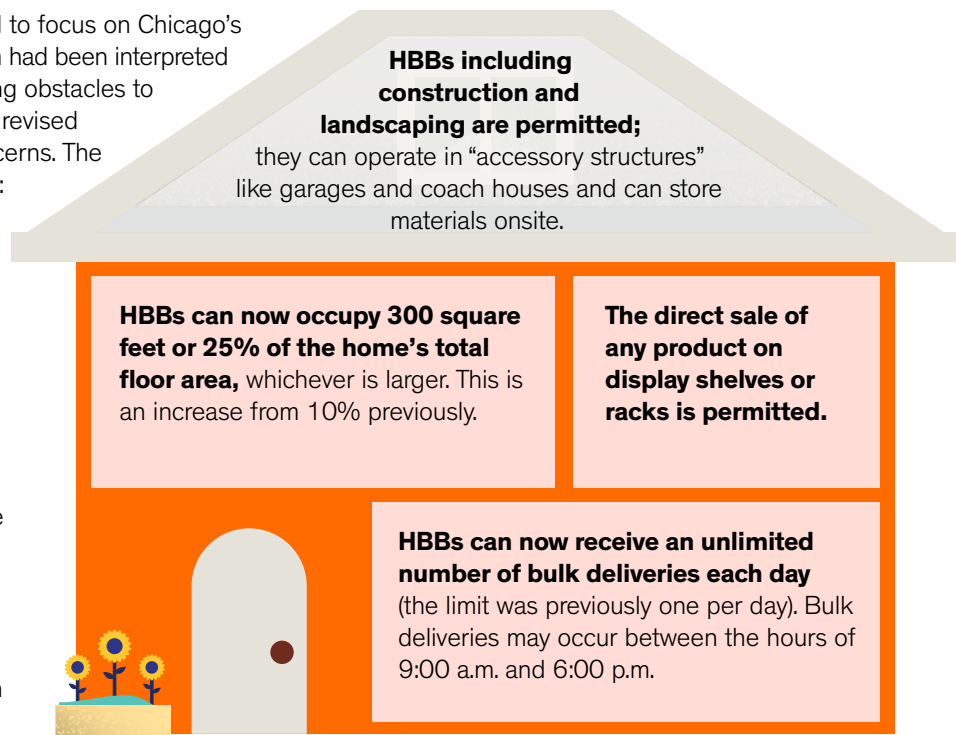 to focus on Chicago’s
had been interpreted
ng obstacles to
revised
cerns. The
:
HBBs including
construction and
landscaping are permitted;
they can operate in “accessory structures”
like garages and coach houses and can store
materials onsite.
HBBs can now occupy 300 square
feet or 25% of the home’s total
floor area, whichever is larger. This is
an increase from 10% previously.
The direct sale of
any product on
display shelves or
racks is permitted.
e
HBBs can now receive an unlimited
number of bulk deliveries each day
(the limit was previously one per day). Bulk
deliveries may occur between the hours of
9:00 a.m. and 6:00 p.m.